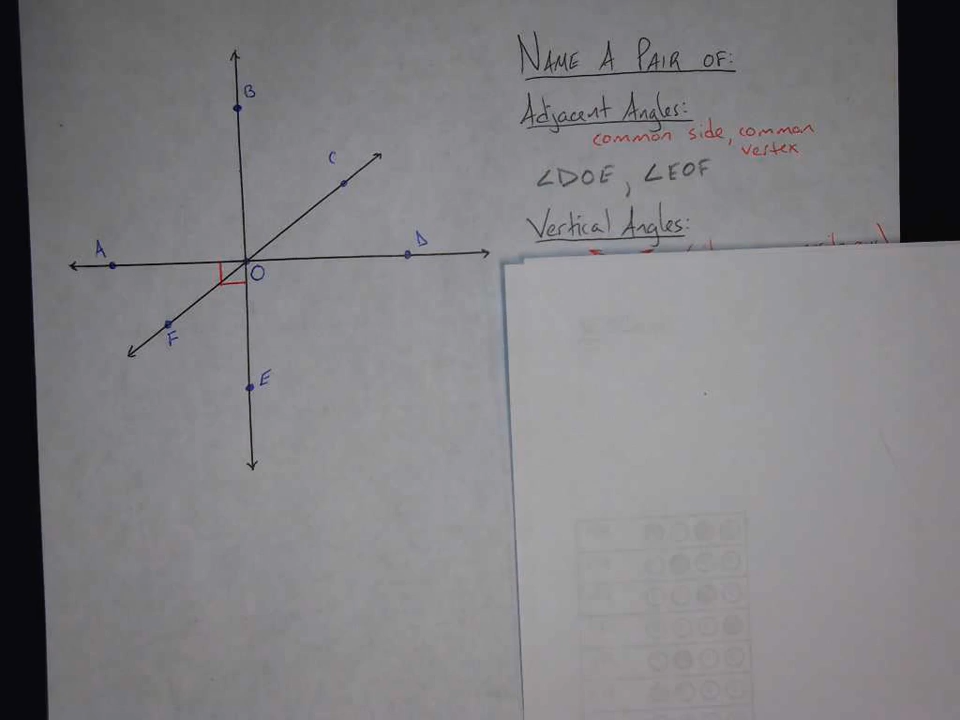 NAME A PAIR OF:
B
Adjacent Angles:
common side, common
vertex
C
∠DOE, ∠EOF
Vertical Angles:
A
D
O
F
E